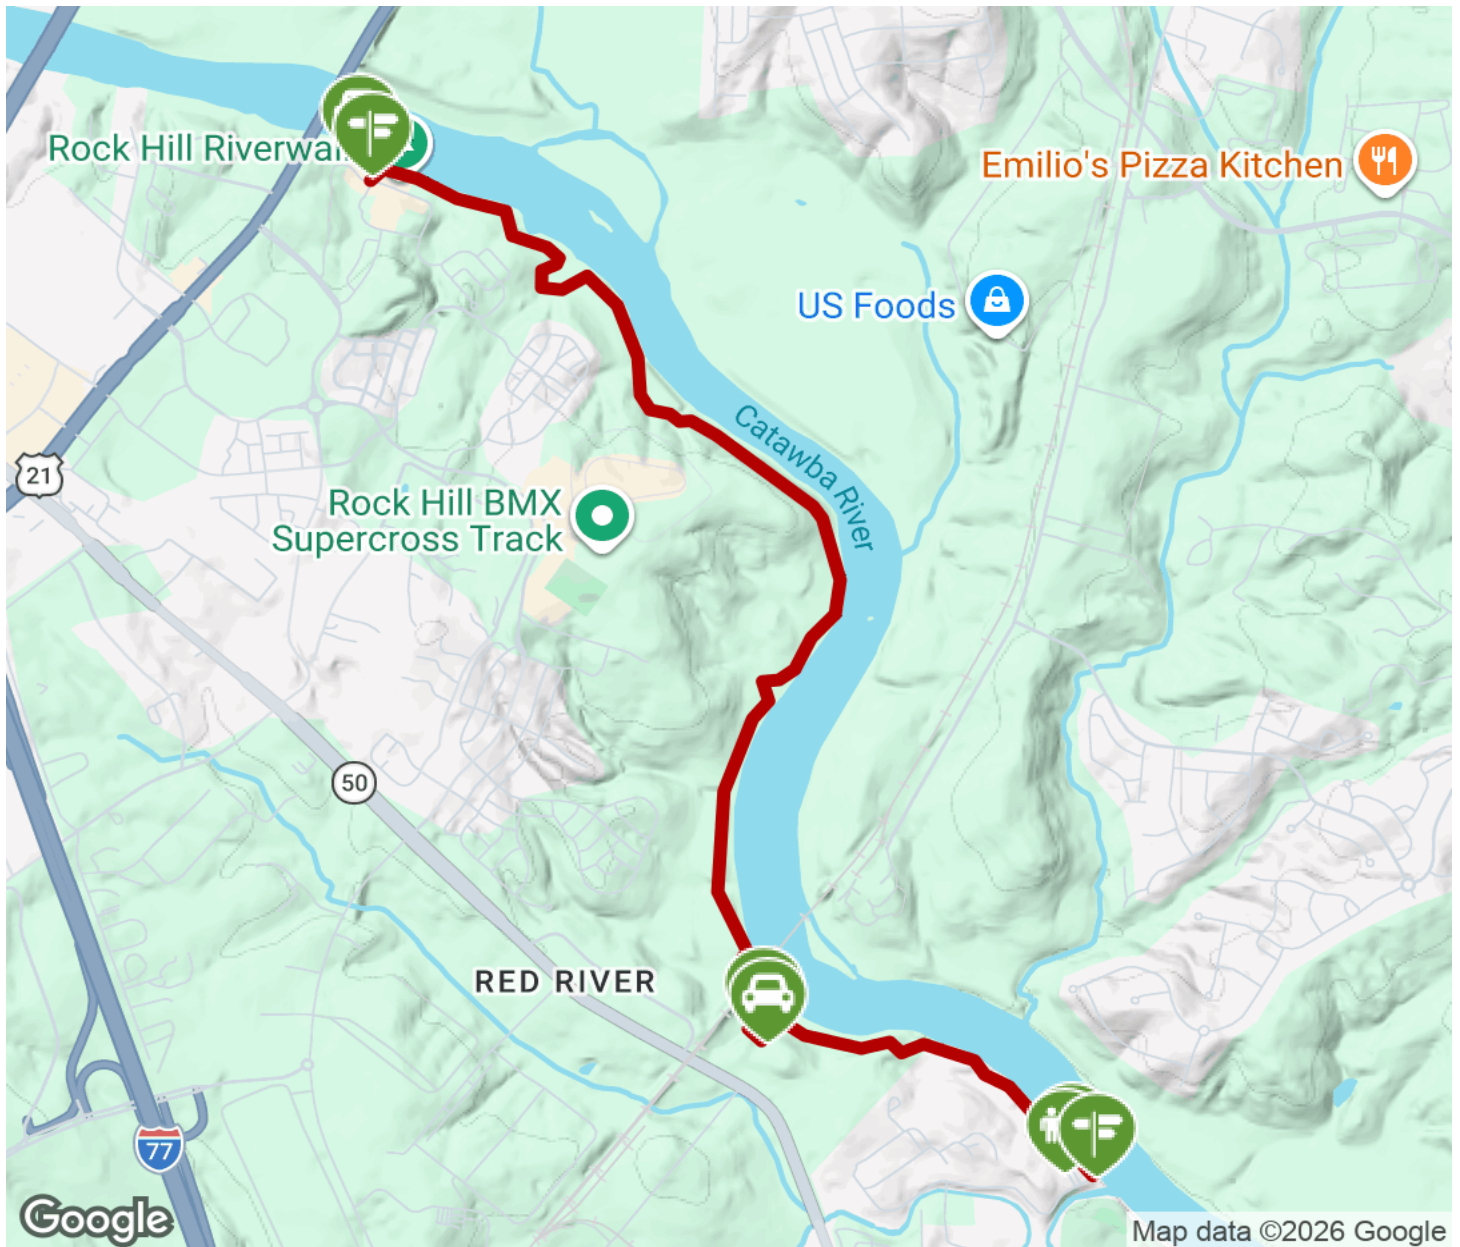 Rock Hill Riverwal
Emilio's Pizza Kitchen
US Foods
Catawba River
21
Rock Hill BMX
Supercross Track
50
RED RIVER
77
Google
Map data ©2026 Google